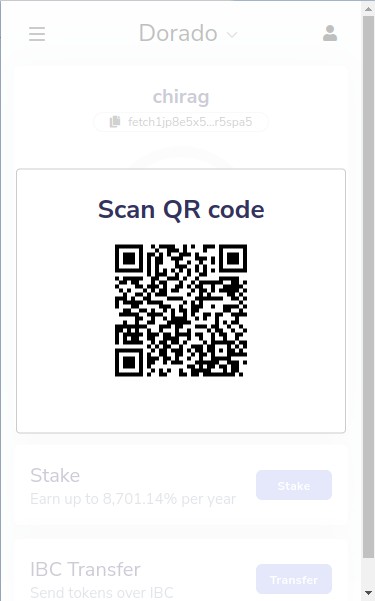 Dorado
chirag
fetch1jp8e5x5...r5spa5
Scan QR code
Stake
Earn up to 8,701.14% per year
Stake
IBC Transfer
Send tokens over IBC
Transfer